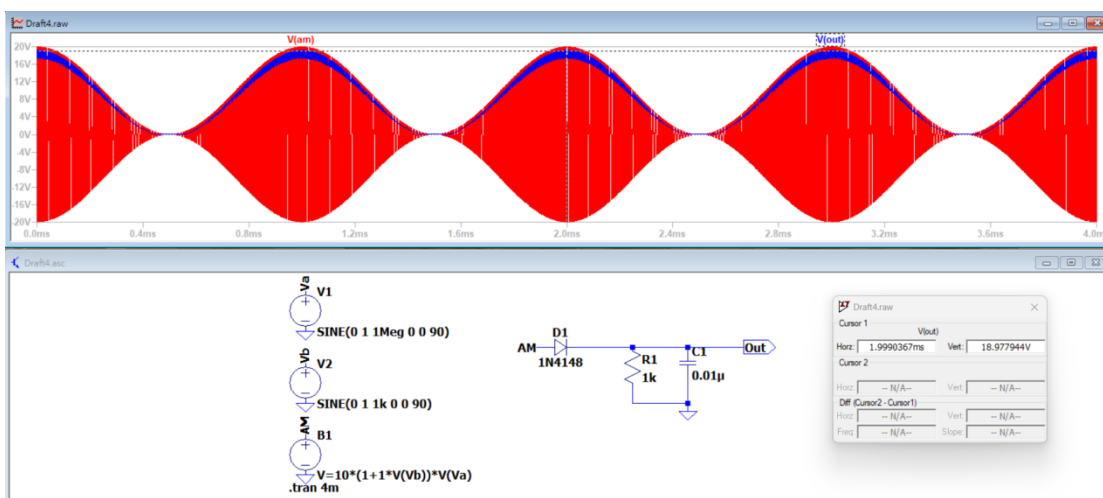 Draft4.raw
V(am)
V(out)
20V
16V
12V
8V
4V
0V
-4V
-8V
-12V
-16V
-20V
0.0ms 0.4ms 0.8ms 1.2ms 1.6ms 2.0ms 2.4ms 2.8ms 3.2ms 3.6ms 4.0ms
Draft4.asc
Va
V1
SINE(0 1 1Meg 0 0 90)
Vb
V2
SINE(0 1 1k 0 0 90)
AM
B1
V=10*(1+1*V(Vb))*V(Va)
.tran 4m
AM
D1
1N4148
R1
1k
C1
0.01µ
Out
Draft4.raw
Cursor 1
V(out)
Horz: 1.9990367ms Vert: 18.977944V
Cursor 2
Horz: -- N/A-- Vert: -- N/A--
Diff (Cursor2 - Cursor1)
Horz: -- N/A-- Vert: -- N/A--
Freq: -- N/A-- Slope: -- N/A--